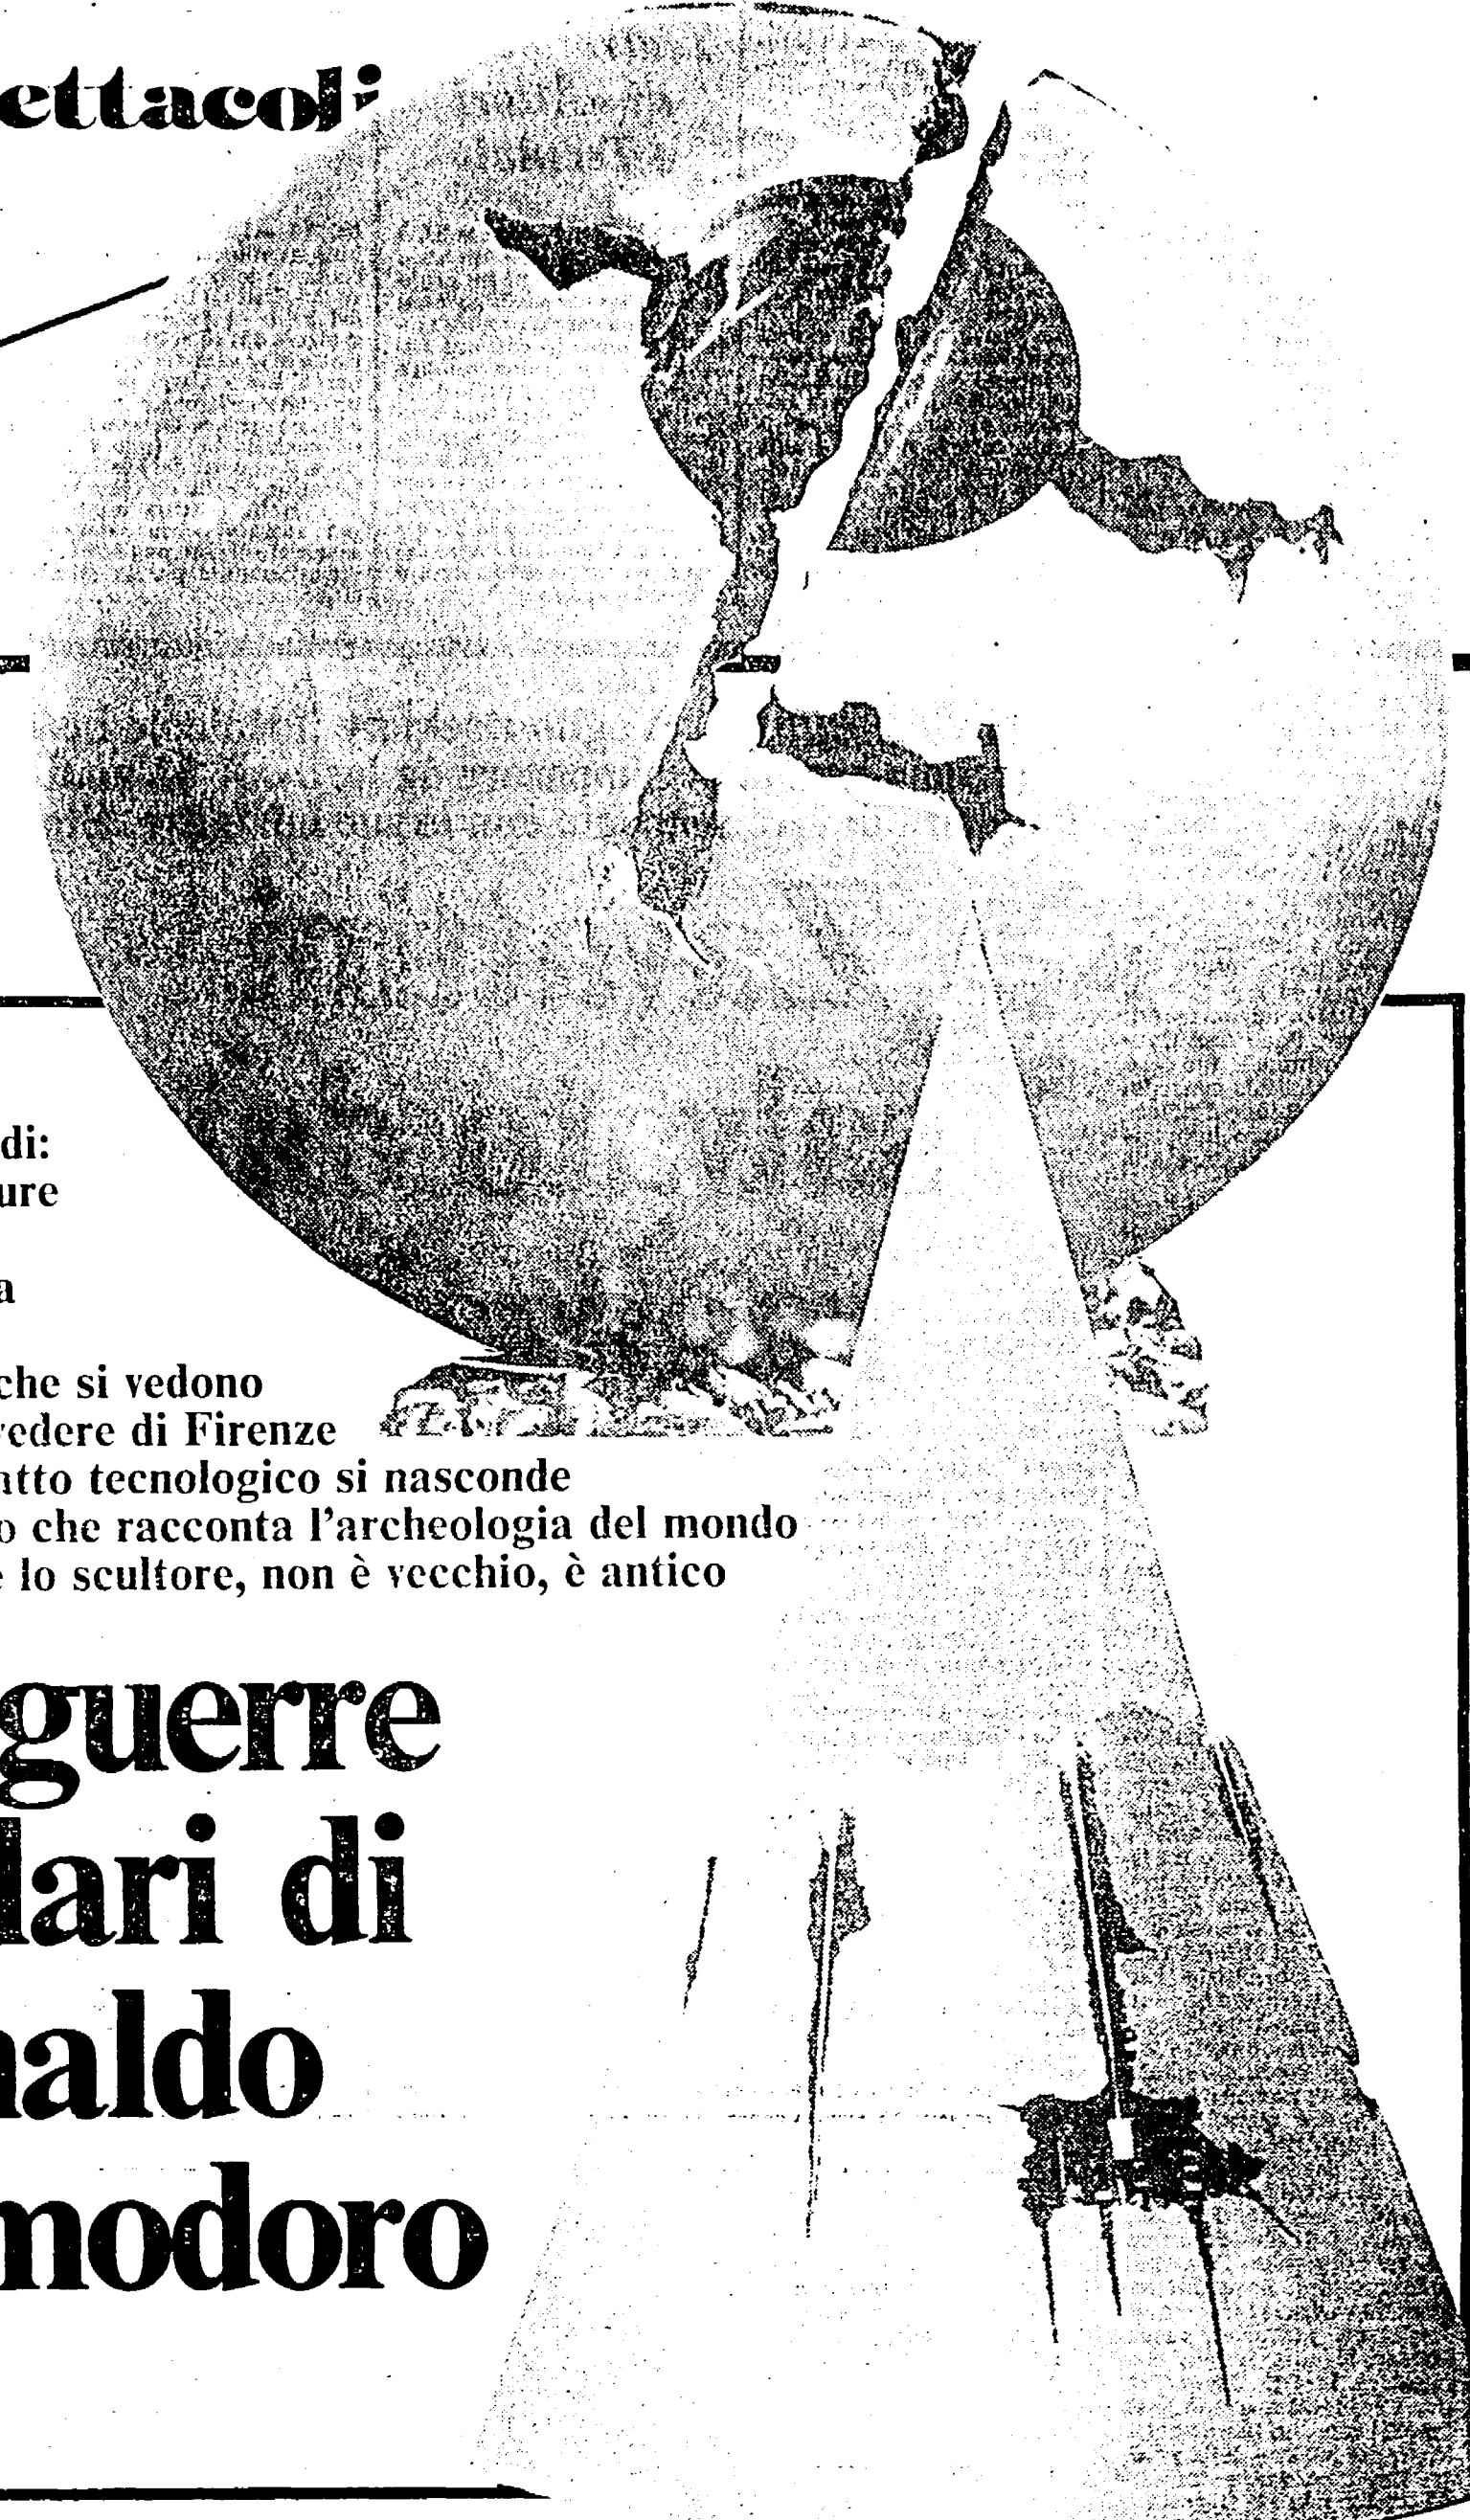 ettacoli
di:
ure
a
che si vedono
vedere di Firenze
atto tecnologico si nasconde
o che racconta l'archeologia del mondo
e lo scultore, non è vecchio, è antico
guerre
lari di
naldo
modoro